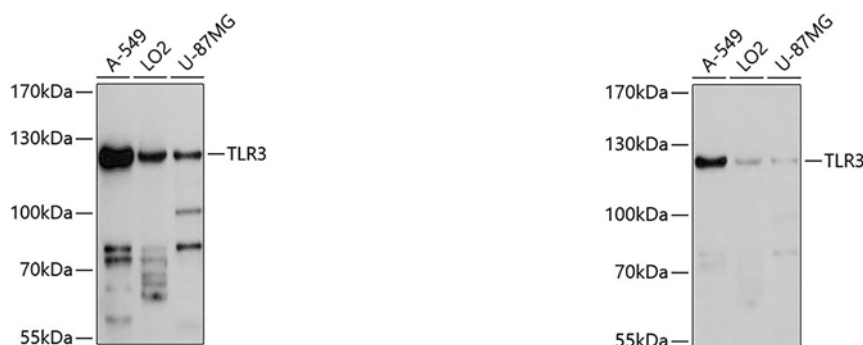 A-549
LO2
U-87MG
170kDa
130kDa
TLR3
100kDa
70kDa
55kDa
A-549
LO2
U-87MG
170kDa
130kDa
TLR3
100kDa
70kDa
55kDa